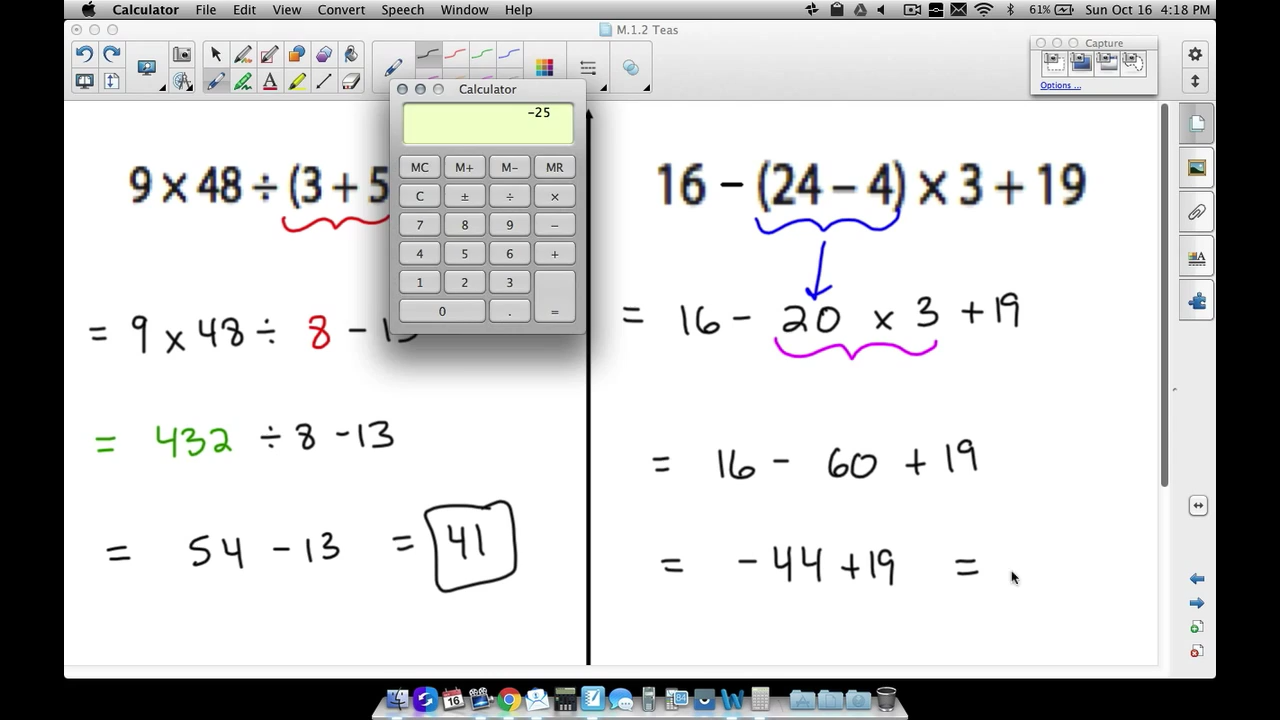 Calculator File Edit View Convert Speech Window Help 61% Sun Oct 16 4:18 PM
M.1.2 Teas
Capture
Options ...
Calculator
-25
MC M+ M- MR
C ± ÷ ×
7 8 9 −
4 5 6 +
1 2 3
0 . =
9 × 48 ÷ (3 + 5
= 9 x 48 ÷ 8 - 13
= 432 ÷ 8 - 13
= 54 - 13 = 41
16 − (24 − 4) × 3 + 19
= 16 - 20 x 3 + 19
= 16 - 60 + 19
= - 44 + 19 =